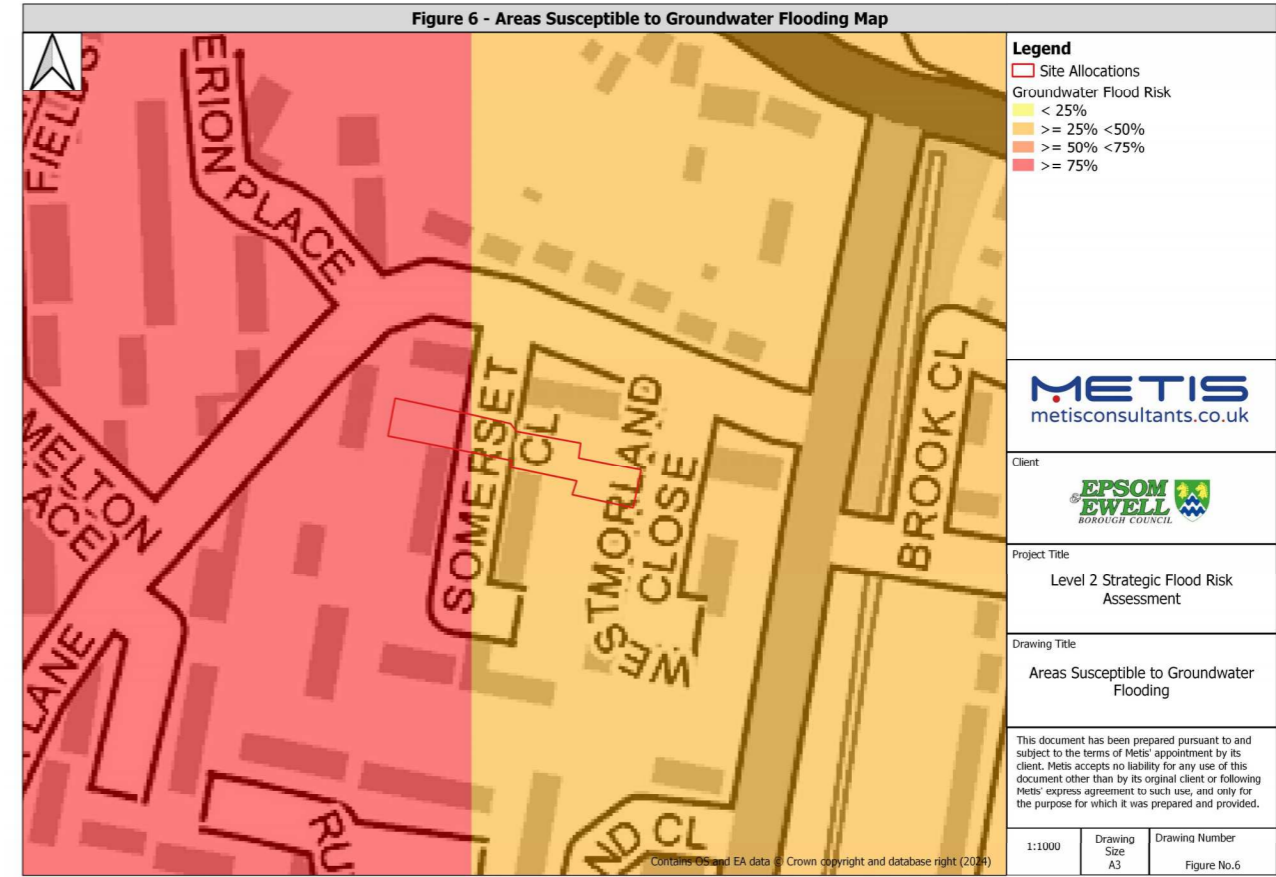 Figure 6 - Areas Susceptible to Groundwater Flooding Map
FIELDS
ERION PLACE
MELTON
ACE
LANE
SOMERSET
CL
STMORLAND
WE
CLOSE
BROOK CL
RU
ND CL
Contains OS and EA data © Crown copyright and database right (2024)
Legend
Site Allocations
Groundwater Flood Risk
< 25%
>= 25% <50%
>= 50% <75%
>= 75%
METIS
metisconsultants.co.uk
Client
EPSOM
& EWELL
BOROUGH COUNCIL
Project Title
Level 2 Strategic Flood Risk
Assessment
Drawing Title
Areas Susceptible to Groundwater
Flooding
This document has been prepared pursuant to and
subject to the terms of Metis' appointment by its
client. Metis accepts no liability for any use of this
document other than by its orginal client or following
Metis' express agreement to such use, and only for
the purpose for which it was prepared and provided.
1:1000
Drawing
Size
A3
Drawing Number
Figure No.6